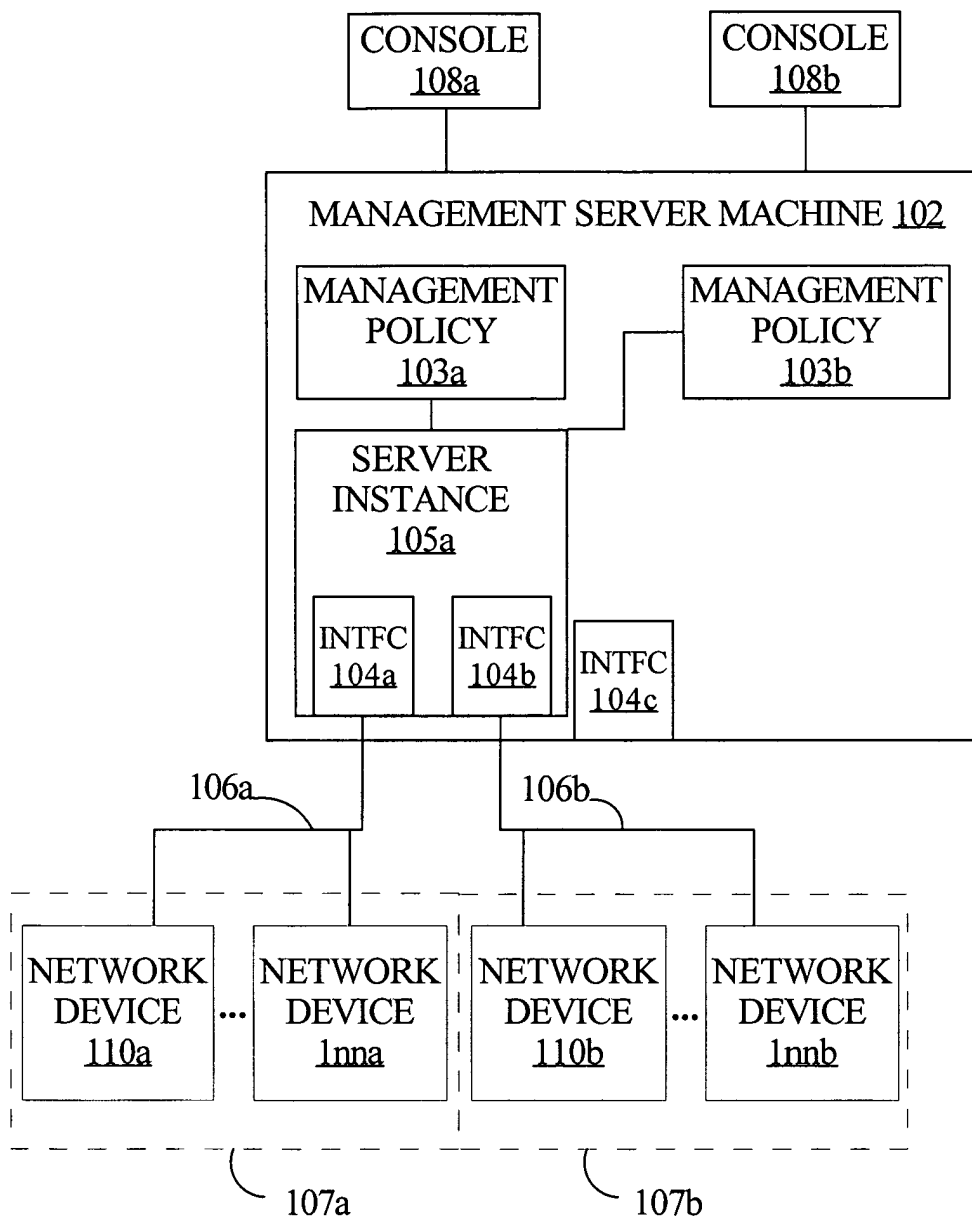 CONSOLE
108a
CONSOLE
108b
MANAGEMENT SERVER MACHINE 102
MANAGEMENT
POLICY
103a
MANAGEMENT
POLICY
103b
SERVER
INSTANCE
105a
INTFC
104a
INTFC
104b
INTFC
104c
106a
106b
NETWORK
DEVICE
110a
...
NETWORK
DEVICE
1nna
NETWORK
DEVICE
110b
...
NETWORK
DEVICE
1nnb
107a
107b